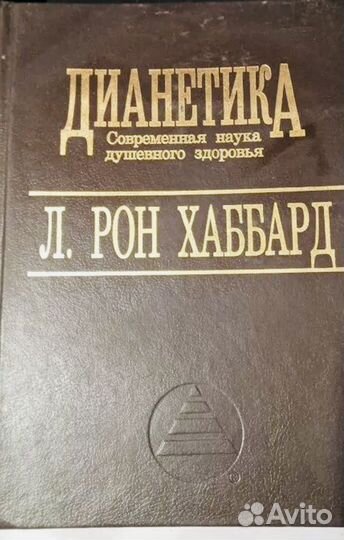 ДИАНЕТИКА
Современная наука
душевного здоровья
Л. РОН ХАББАРД
®
Avito